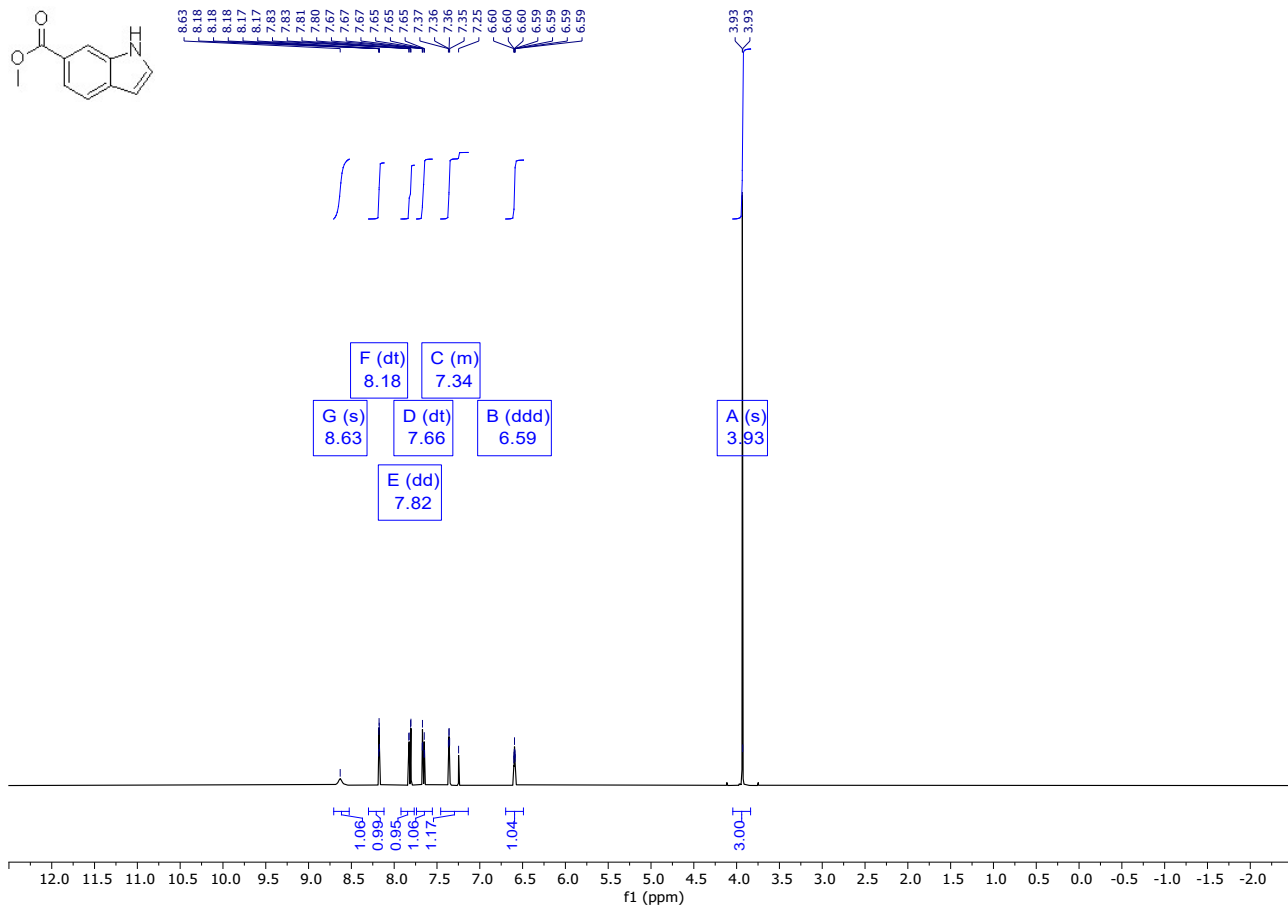 8.63 8.18 8.18 8.18 8.17 8.17 7.83 7.83 7.81 7.80 7.67 7.67 7.67 7.65 7.65 7.65 7.37 7.36 7.36 7.35 7.25 6.60 6.60 6.60 6.59 6.59 6.59 6.59
3.93 3.93
O
H
N
O
F (dt)
8.18
C (m)
7.34
G (s)
8.63
D (dt)
7.66
B (ddd)
6.59
A (s)
3.93
E (dd)
7.82
1.06 0.99 0.95 1.06 1.17 1.04 3.00
12.0 11.5 11.0 10.5 10.0 9.5 9.0 8.5 8.0 7.5 7.0 6.5 6.0 5.5 5.0 4.5 4.0 3.5 3.0 2.5 2.0 1.5 1.0 0.5 0.0 -0.5 -1.0 -1.5 -2.0
f1 (ppm)